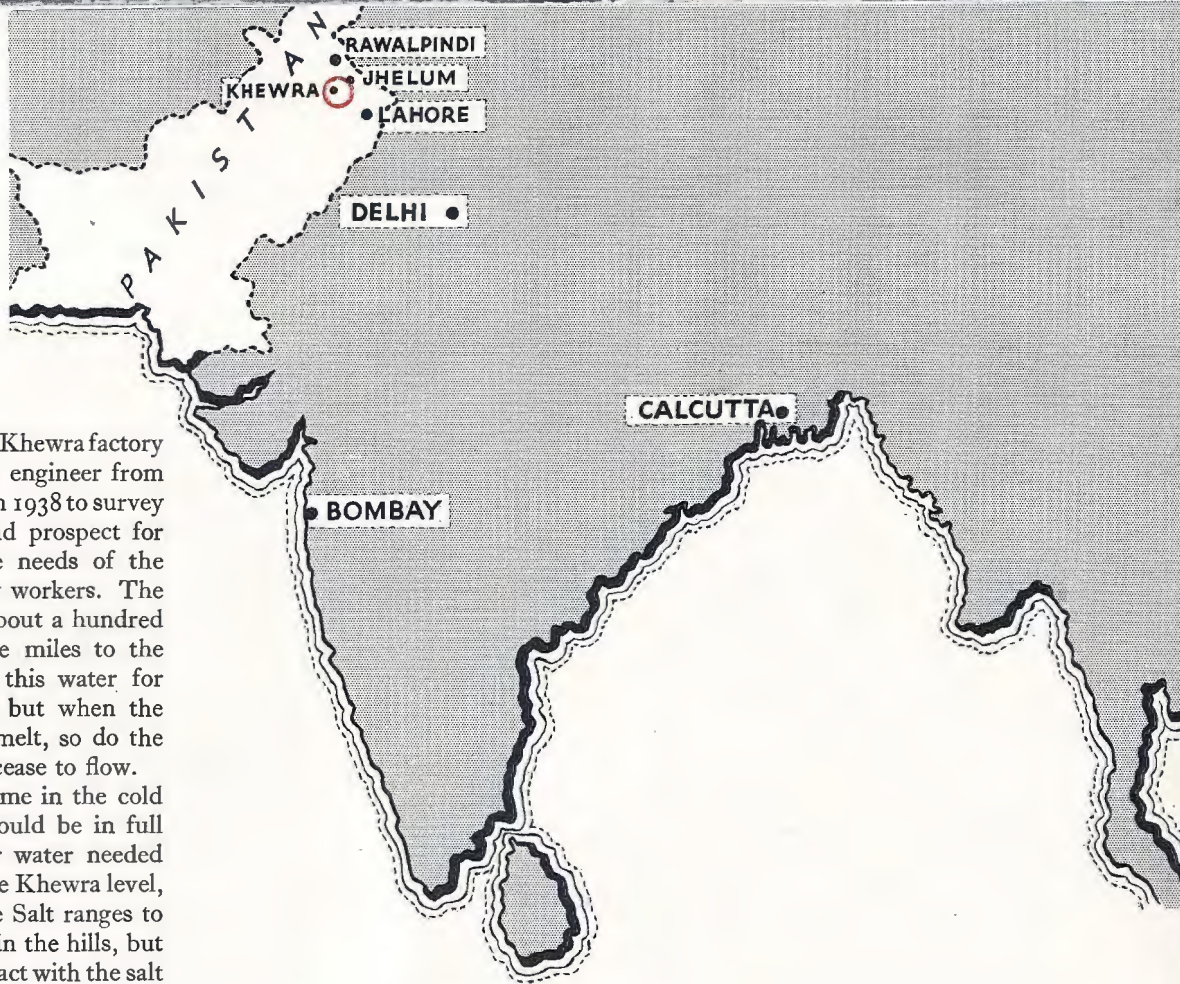 PAKISTAN
RAWALPINDI
JHELUM
KHEWRA
LAHORE
DELHI
CALCUTTA
BOMBAY
Khewra factory
engineer from
1938 to survey
prospect for
needs of the
workers. The
bout a hundred
miles to the
this water for
but when the
melt, so do the
cease to flow.
me in the cold
ould be in full
water needed
e Khewra level,
e Salt ranges to
In the hills, but
act with the salt